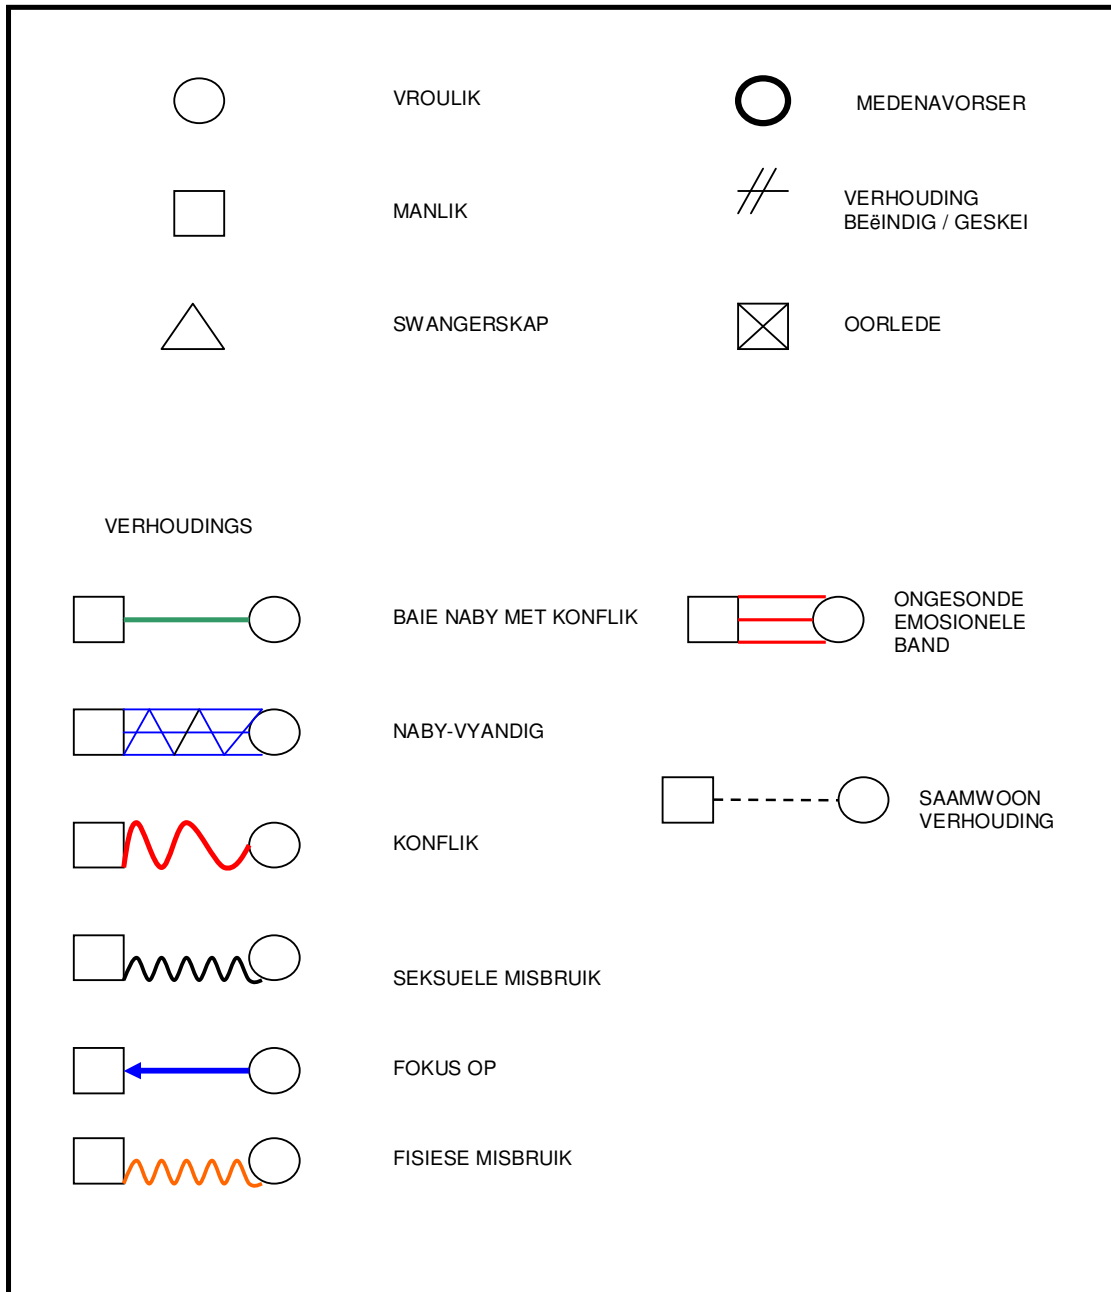 VROULIK
MEDENAVORSER
MANLIK
VERHOUDING
BEëINDIG / GESKEI
SWANGERSKAP
OORLEDE
VERHOUDINGS
BAIE NABY MET KONFLIK
ONGESONDE
EMOSIONELE
BAND
NABY-VYANDIG
SAAMWOON
VERHOUDING
KONFLIK
SEKSUELE MISBRUIK
FOKUS OP
FISIESE MISBRUIK